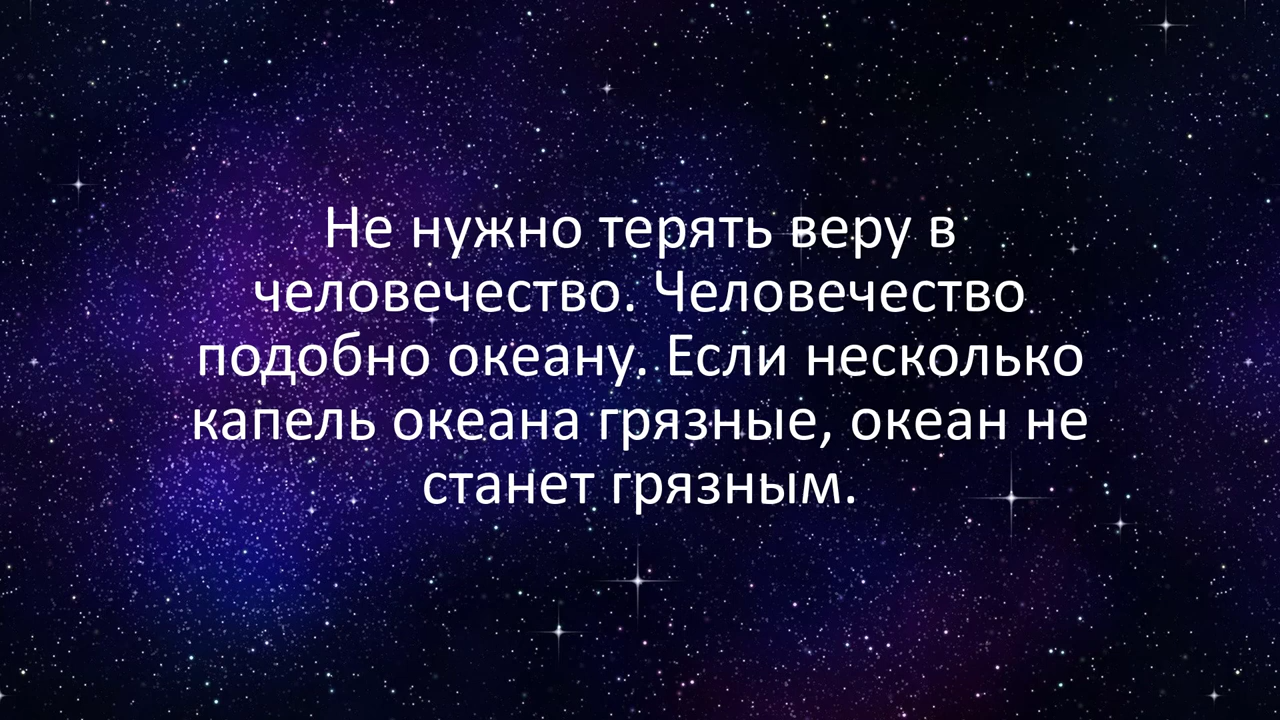 Не нужно терять веру в
человечество. Человечество
подобно океану. Если несколько
капель океана грязные, океан не
станет грязным.